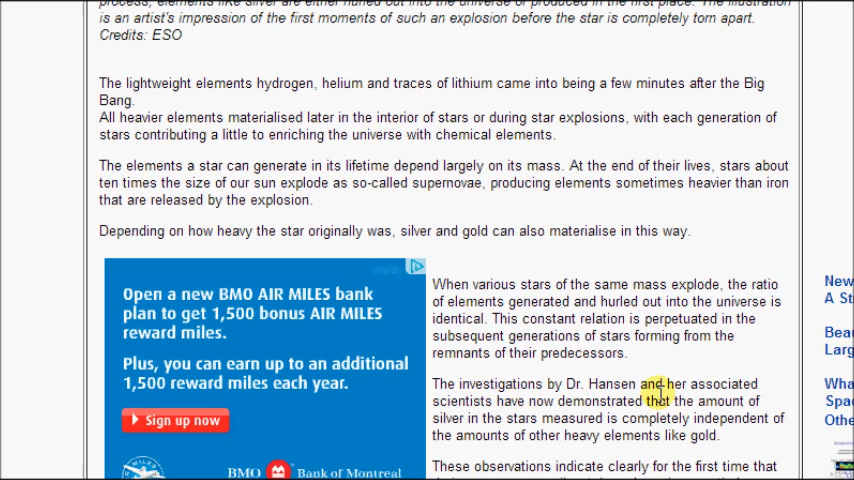 process, elements like silver are either hurled out into the universe or produced in the first place. The illustration
is an artist's impression of the first moments of such an explosion before the star is completely torn apart.
Credits: ESO
The lightweight elements hydrogen, helium and traces of lithium came into being a few minutes after the Big
Bang.
All heavier elements materialised later in the interior of stars or during star explosions, with each generation of
stars contributing a little to enriching the universe with chemical elements.
The elements a star can generate in its lifetime depend largely on its mass. At the end of their lives, stars about
ten times the size of our sun explode as so-called supernovae, producing elements sometimes heavier than iron
that are released by the explosion.
Depending on how heavy the star originally was, silver and gold can also materialise in this way.
Open a new BMO AIR MILES bank
plan to get 1,500 bonus AIR MILES
reward miles.
Plus, you can earn up to an additional
1,500 reward miles each year.
Sign up now
BMO Bank of Montreal
When various stars of the same mass explode, the ratio
of elements generated and hurled out into the universe is
identical. This constant relation is perpetuated in the
subsequent generations of stars forming from the
remnants of their predecessors.
The investigations by Dr. Hansen and her associated
scientists have now demonstrated that the amount of
silver in the stars measured is completely independent of
the amounts of other heavy elements like gold.
These observations indicate clearly for the first time that
New
A St
Beau
Larg
Wha
Spac
Othe